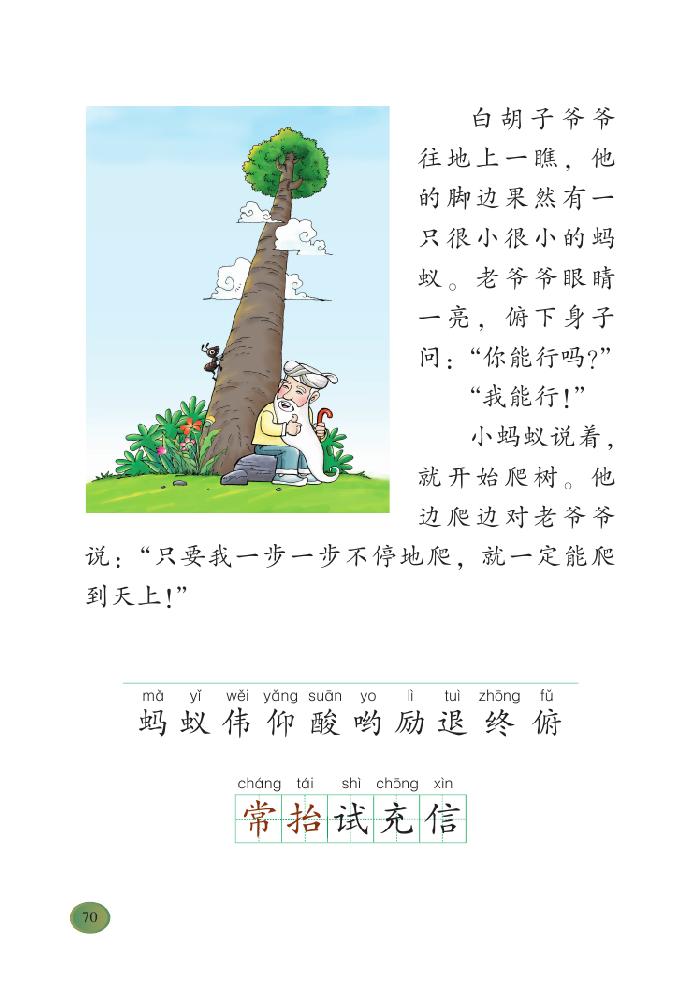 白胡子爷爷
往地上一瞧，他
的脚边果然有一
只很小很小的蚂
蚁。老爷爷眼睛
一亮，俯下身子
问：“你能行吗?”
“我能行!”
小蚂蚁说着，
就开始爬树。他
边爬边对老爷爷
说：“只要我一步一步不停地爬，就一定能爬
到天上!”
mà yǐ wěi yǎng suān yo lì tuì zhōng fǔ
蚂 蚁 伟 仰 酸 哟 励 退 终 俯
cháng tái shì chōng xìn
常 抬 试 充 信
70